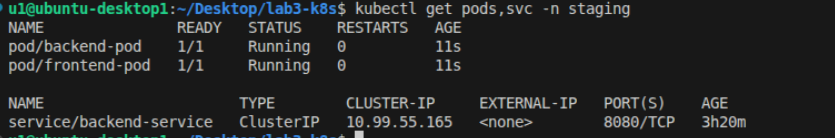 u1@ubuntu-desktop1:~/Desktop/lab3-k8s$ kubectl get pods,svc -n staging
NAME READY STATUS RESTARTS AGE
pod/backend-pod 1/1 Running 0 11s
pod/frontend-pod 1/1 Running 0 11s
NAME TYPE CLUSTER-IP EXTERNAL-IP PORT(S) AGE
service/backend-service ClusterIP 10.99.55.165 <none> 8080/TCP 3h20m
u1@ubuntu-desktop1:~/Desktop/lab3-k8s$